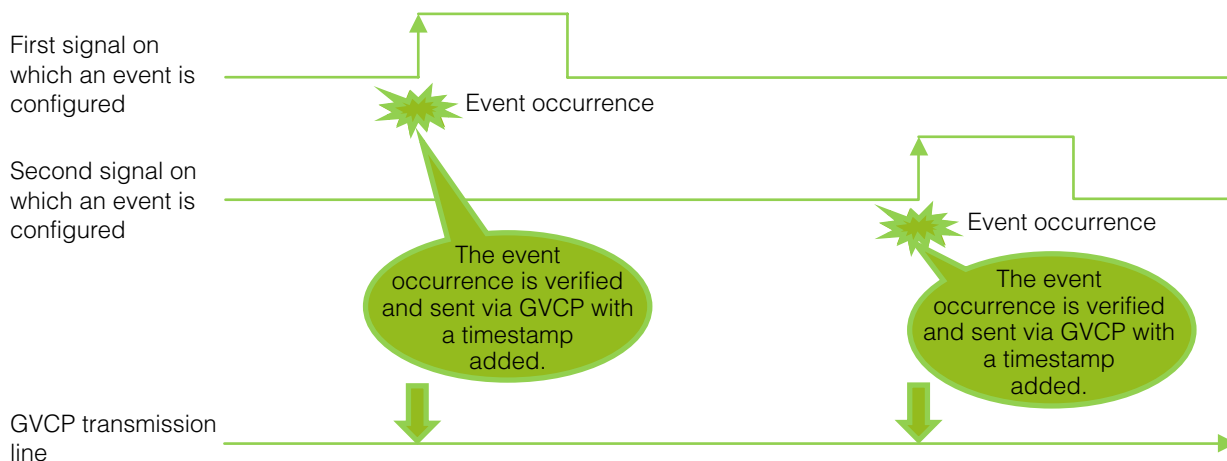 First signal on
which an event is
configured
Event occurrence
Second signal on
which an event is
configured
Event occurrence
The event
occurrence is verified
and sent via GVCP with
a timestamp
added.
The event
occurrence is verified
and sent via GVCP with
a timestamp
added.
GVCP transmission
line